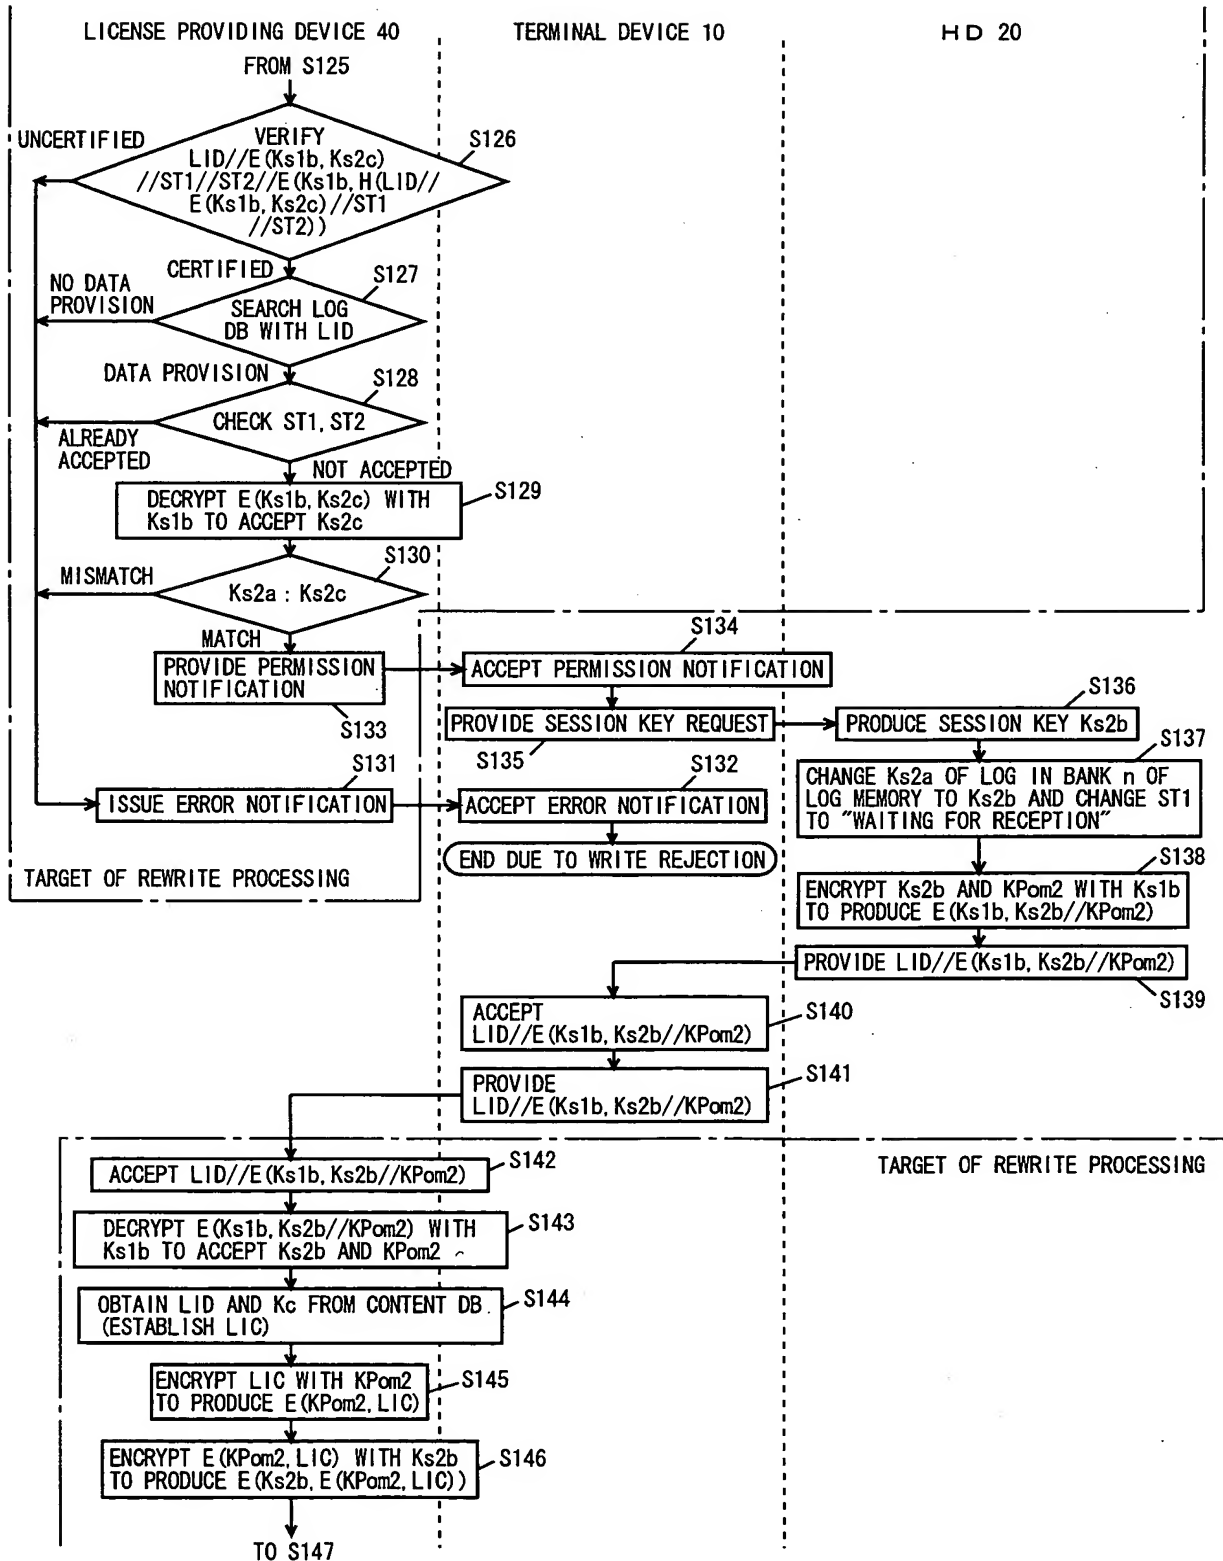 LICENSE PROVIDING DEVICE 40
TERMINAL DEVICE 10
HD 20
FROM S125
UNCERTIFIED
VERIFY
LID//E(Ks1b, Ks2c)
//ST1//ST2//E(Ks1b, H(LID//
E(Ks1b, Ks2c)//ST1
//ST2))
S126
CERTIFIED
NO DATA
PROVISION
SEARCH LOG
DB WITH LID
S127
DATA PROVISION
CHECK ST1, ST2
S128
ALREADY
ACCEPTED
NOT ACCEPTED
DECRYPT E(Ks1b, Ks2c) WITH
Ks1b TO ACCEPT Ks2c
S129
MISMATCH
Ks2a : Ks2c
S130
MATCH
PROVIDE PERMISSION
NOTIFICATION
S133
S134
ACCEPT PERMISSION NOTIFICATION
PROVIDE SESSION KEY REQUEST
S135
S136
PRODUCE SESSION KEY Ks2b
S137
CHANGE Ks2a OF LOG IN BANK n OF
LOG MEMORY TO Ks2b AND CHANGE ST1
TO "WAITING FOR RECEPTION"
S131
ISSUE ERROR NOTIFICATION
S132
ACCEPT ERROR NOTIFICATION
END DUE TO WRITE REJECTION
TARGET OF REWRITE PROCESSING
S138
ENCRYPT Ks2b AND KPom2 WITH Ks1b
TO PRODUCE E(Ks1b, Ks2b//KPom2)
PROVIDE LID//E(Ks1b, Ks2b//KPom2)
S139
ACCEPT
LID//E(Ks1b, Ks2b//KPom2)
S140
PROVIDE
LID//E(Ks1b, Ks2b//KPom2)
S141
TARGET OF REWRITE PROCESSING
ACCEPT LID//E(Ks1b, Ks2b//KPom2)
S142
DECRYPT E(Ks1b, Ks2b//KPom2) WITH
Ks1b TO ACCEPT Ks2b AND KPom2
S143
OBTAIN LID AND Kc FROM CONTENT DB
(ESTABLISH LIC)
S144
ENCRYPT LIC WITH KPom2
TO PRODUCE E(KPom2, LIC)
S145
ENCRYPT E(KPom2, LIC) WITH Ks2b
TO PRODUCE E(Ks2b, E(KPom2, LIC))
S146
TO S147